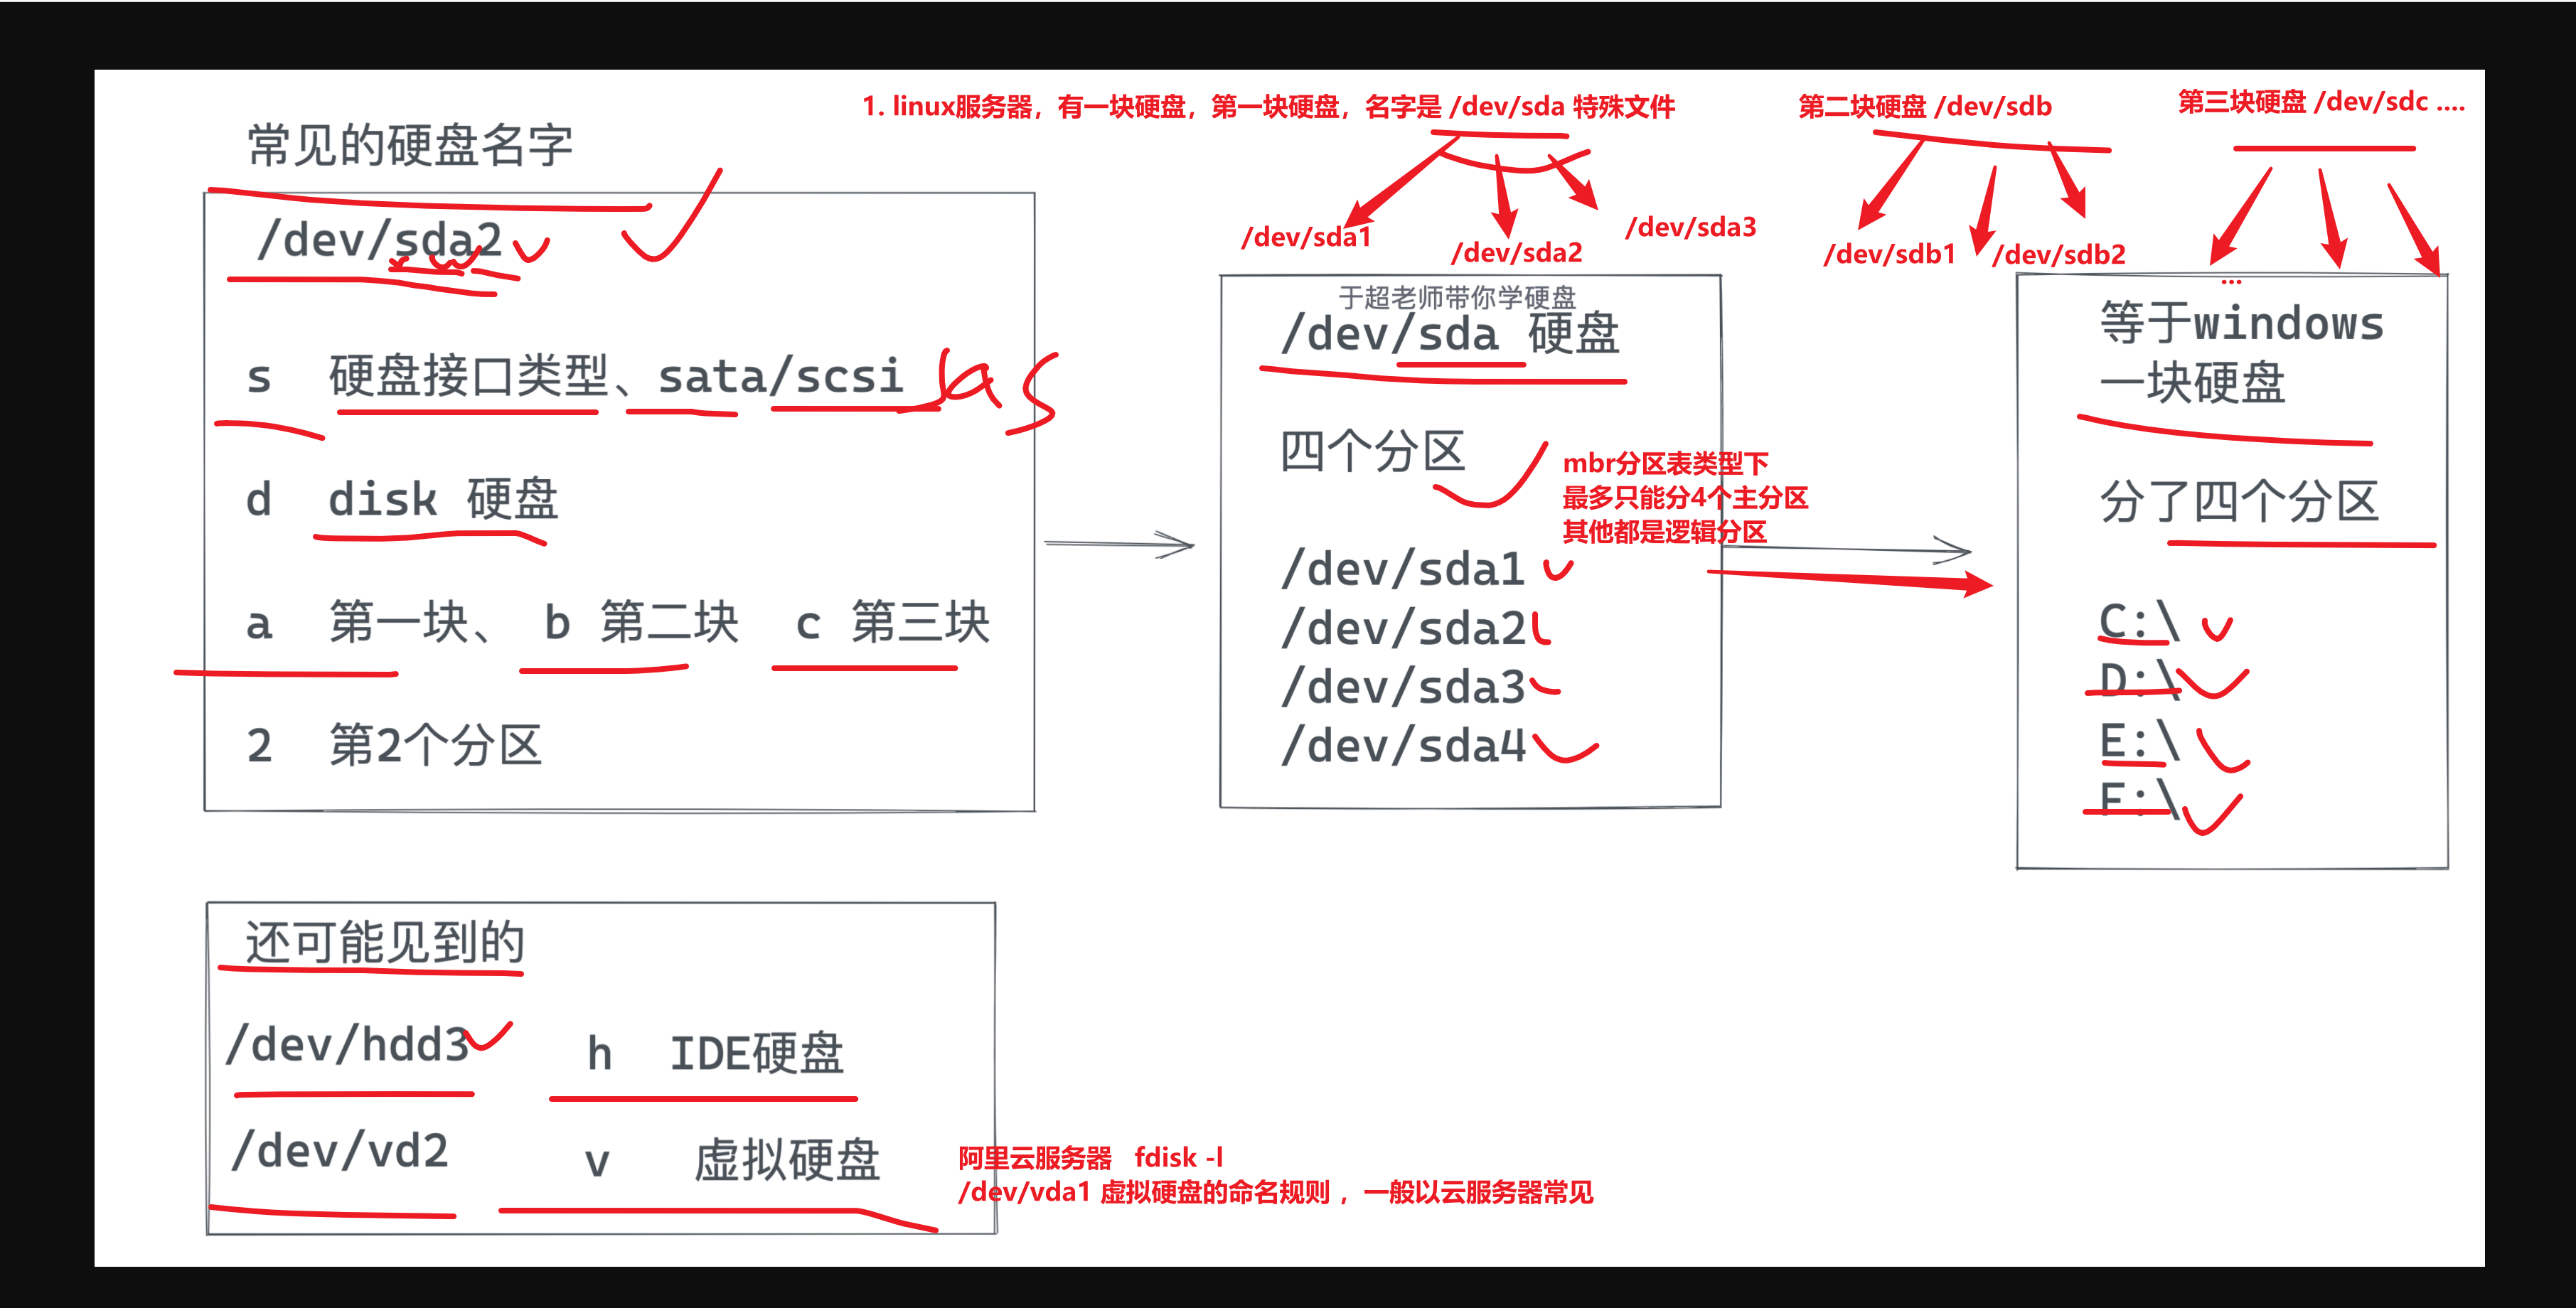 1. linux服务器，有一块硬盘，第一块硬盘，名字是 /dev/sda 特殊文件
第二块硬盘 /dev/sdb
第三块硬盘 /dev/sdc ....
/dev/sda1
/dev/sda2
/dev/sda3
/dev/sdb1
/dev/sdb2
...
常见的硬盘名字
/dev/sda2
s 硬盘接口类型、sata/scsi
d disk 硬盘
a 第一块、 b 第二块 c 第三块
2 第2个分区
于超老师带你学硬盘
/dev/sda 硬盘
四个分区
mbr分区表类型下
最多只能分4个主分区
其他都是逻辑分区
/dev/sda1
/dev/sda2
/dev/sda3
/dev/sda4
等于windows
一块硬盘
分了四个分区
C:\
D:\
E:\
F:\
还可能见到的
/dev/hdd3 h IDE硬盘
/dev/vd2 v 虚拟硬盘
阿里云服务器 fdisk -l
/dev/vda1 虚拟硬盘的命名规则 ，一般以云服务器常见